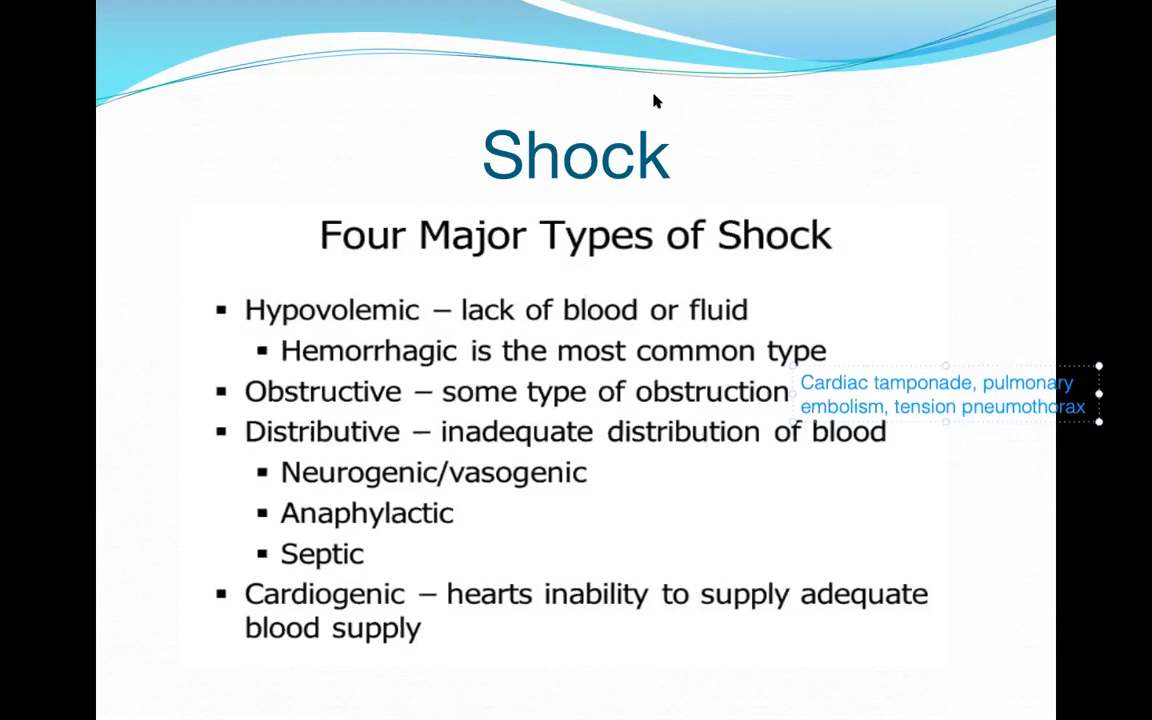 Shock
Four Major Types of Shock
▪ Hypovolemic – lack of blood or fluid
▪ Hemorrhagic is the most common type
▪ Obstructive – some type of obstruction
Cardiac tamponade, pulmonary
embolism, tension pneumothorax
▪ Distributive – inadequate distribution of blood
▪ Neurogenic/vasogenic
▪ Anaphylactic
▪ Septic
▪ Cardiogenic – hearts inability to supply adequate
blood supply